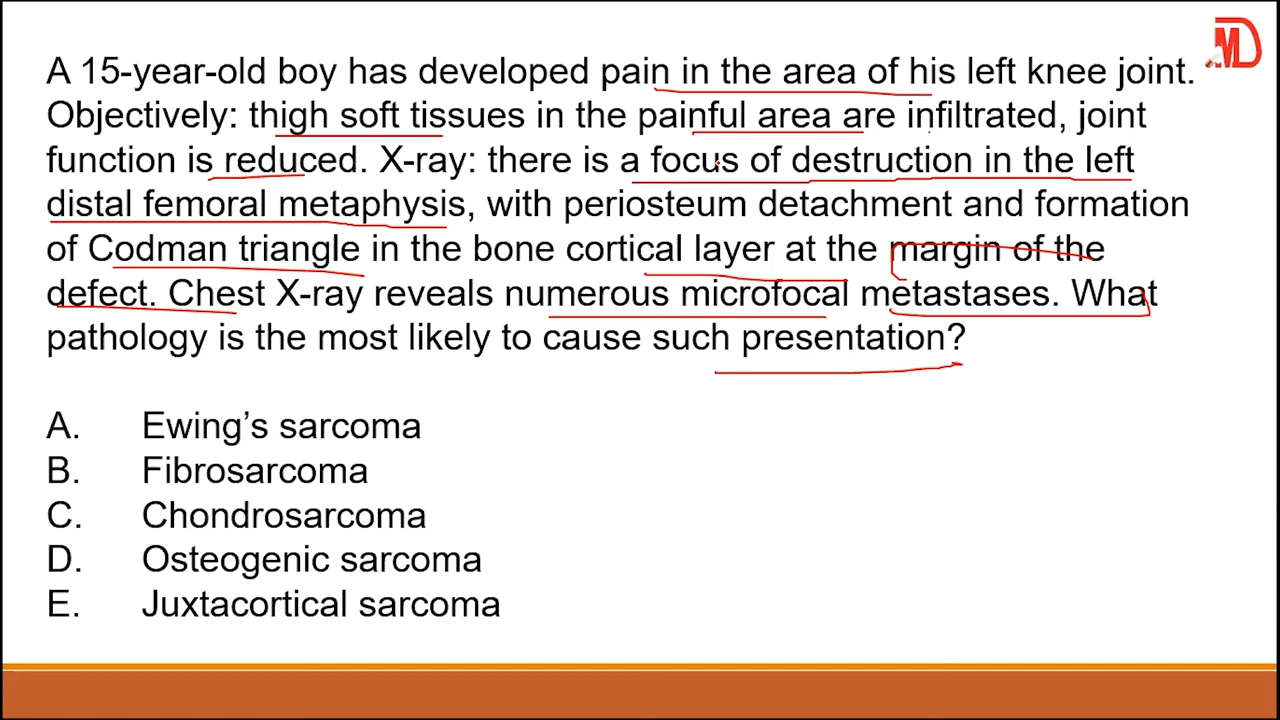 MD
A 15-year-old boy has developed pain in the area of his left knee joint.
Objectively: thigh soft tissues in the painful area are infiltrated, joint
function is reduced. X-ray: there is a focus of destruction in the left
distal femoral metaphysis, with periosteum detachment and formation
of Codman triangle in the bone cortical layer at the margin of the
defect. Chest X-ray reveals numerous microfocal metastases. What
pathology is the most likely to cause such presentation?
A. Ewing’s sarcoma
B. Fibrosarcoma
C. Chondrosarcoma
D. Osteogenic sarcoma
E. Juxtacortical sarcoma